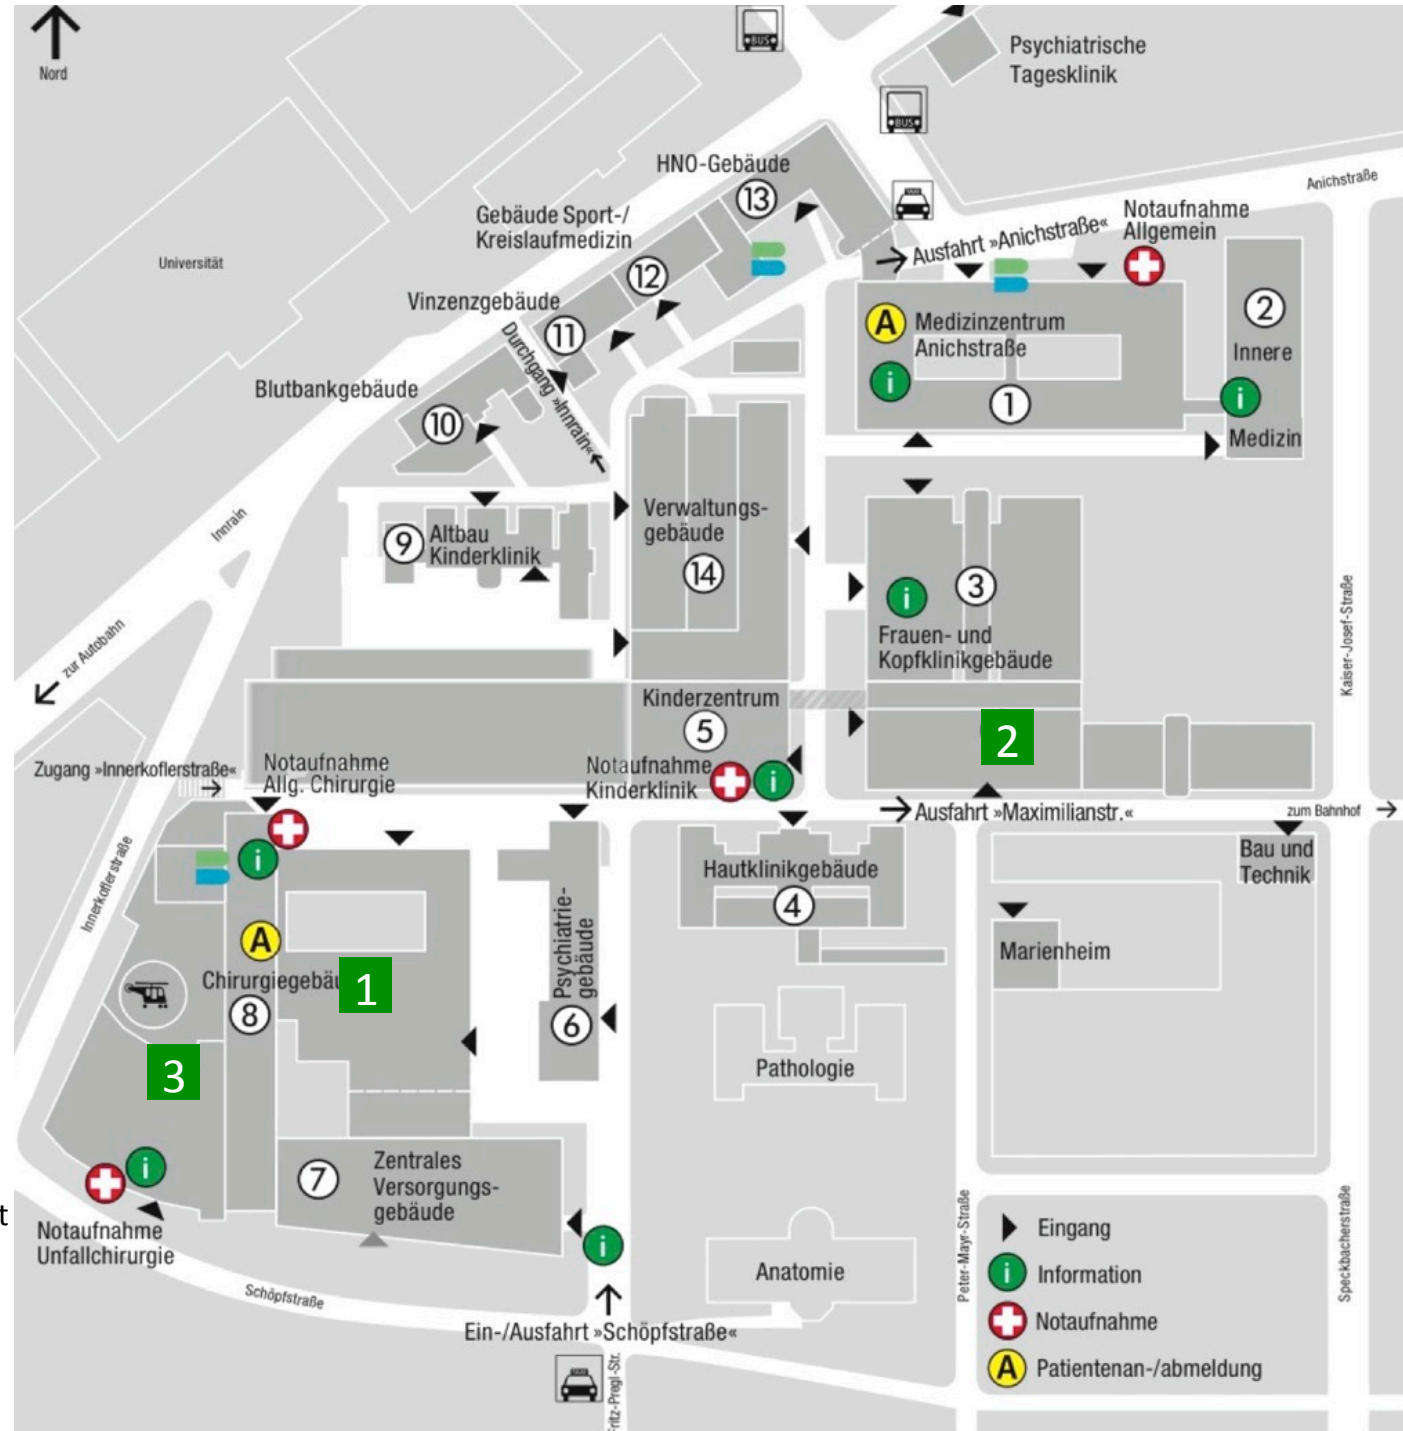 Nord
BUS
Psychiatrische
Tagesklinik
BUS
HNO-Gebäude
13
TAXI
Anichstraße
Gebäude Sport-/
Kreislaufmedizin
12
Notaufnahme
Allgemein
Ausfahrt »Anichstraße«
Universität
Vinzenzgebäude
11
A
Medizinzentrum
Anichstraße
i
1
2
Innere
i
Medizin
Durchgang »Innrain«
Blutbankgebäude
10
Innrain
9
Altbau
Kinderklinik
Verwaltungs-
gebäude
14
3
i
Frauen- und
Kopfklinikgebäude
Kaiser-Josef-Straße
zur Autobahn
Kinderzentrum
5
2
Zugang »Innerkoflerstraße«
Notaufnahme
Allg. Chirurgie
Notaufnahme
Kinderklinik
i
Ausfahrt »Maximilianstr.«
zum Bahnhof
Innerkoflerstraße
i
Hautklinikgebäude
4
Bau und
Technik
A
Chirurgiegebäu
1
8
Psychiatrie-
gebäude
6
Marienheim
3
Pathologie
i
7
Zentrales
Versorgungs-
gebäude
t
Notaufnahme
Unfallchirurgie
i
Schöpfstraße
Anatomie
Peter-Mayr-Straße
Speckbacherstraße
Eingang
i
Information
Notaufnahme
A
Patientenan-/abmeldung
Ein-/Ausfahrt »Schöpfstraße«
TAXI
Fritz-Pregl-Str.